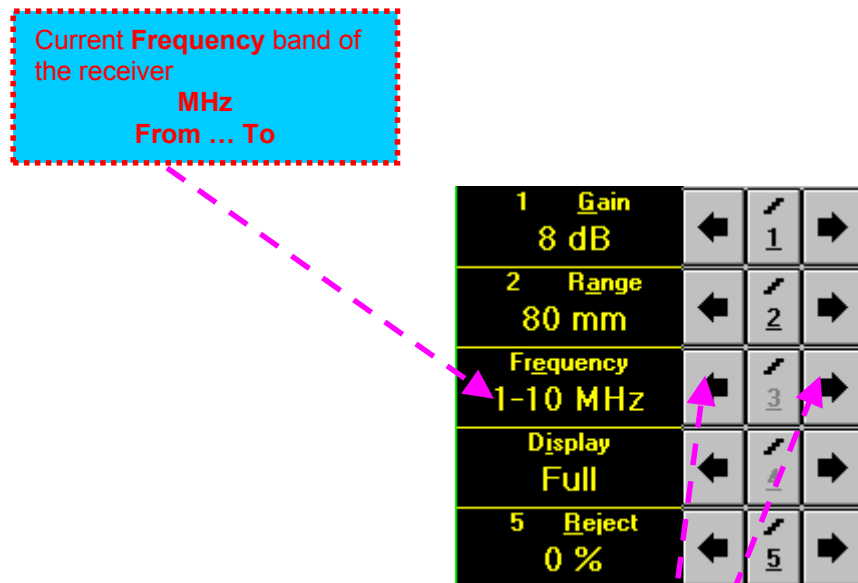 Current Frequency band of
the receiver
MHz
From ... To
1 Gain
8 dB
1
2 Range
80 mm
2
Frequency
1-10 MHz
3
Display
Full
4
5 Reject
0 %
5